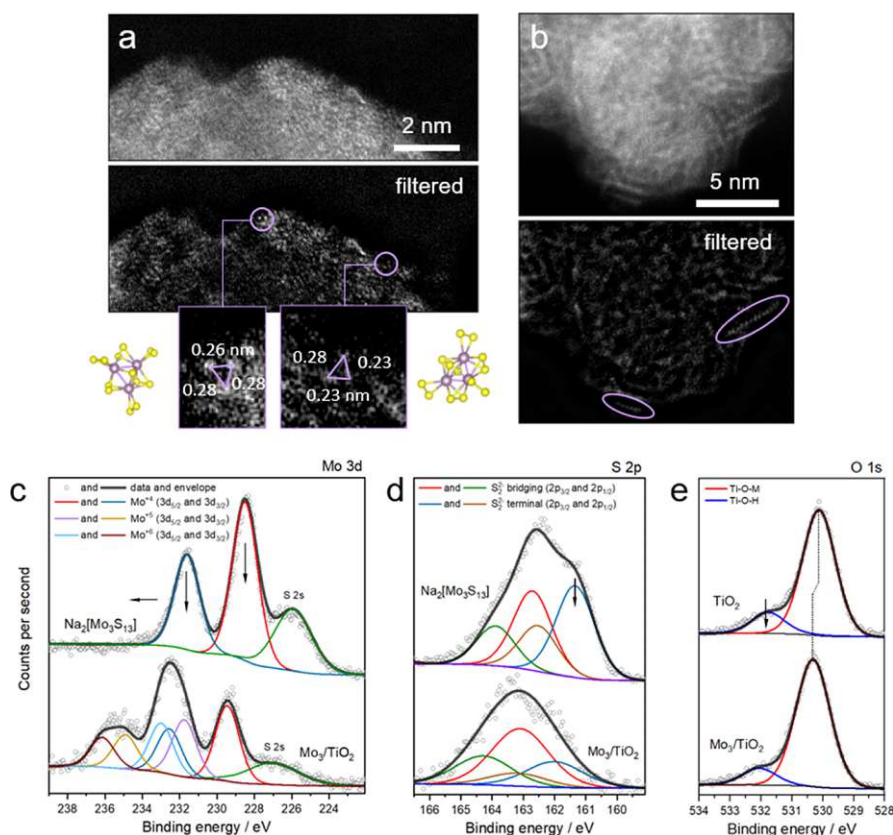 a
2 nm
filtered
0.26 nm
0.28
0.28
0.28
0.23
0.23 nm
b
5 nm
filtered
Mo 3d
c
and data and envelope
and Mo⁺⁴ (3d₅/₂ and 3d₃/₂)
and Mo⁺⁵ (3d₅/₂ and 3d₃/₂)
and Mo⁺⁶ (3d₅/₂ and 3d₃/₂)
S 2s
Na₂[Mo₃S₁₃]
S 2s
Mo₃/TiO₂
Counts per second
238 236 234 232 230 228 226 224
Binding energy / eV
S 2p
d
and S₂²⁻ bridging (2p₃/₂ and 2p₁/₂)
and S₂²⁻ terminal (2p₃/₂ and 2p₁/₂)
Na₂[Mo₃S₁₃]
Mo₃/TiO₂
166 165 164 163 162 161 160
Binding energy / eV
O 1s
e
Ti-O-M
Ti-O-H
TiO₂
Mo₃/TiO₂
534 533 532 531 530 529 528
Binding energy / eV